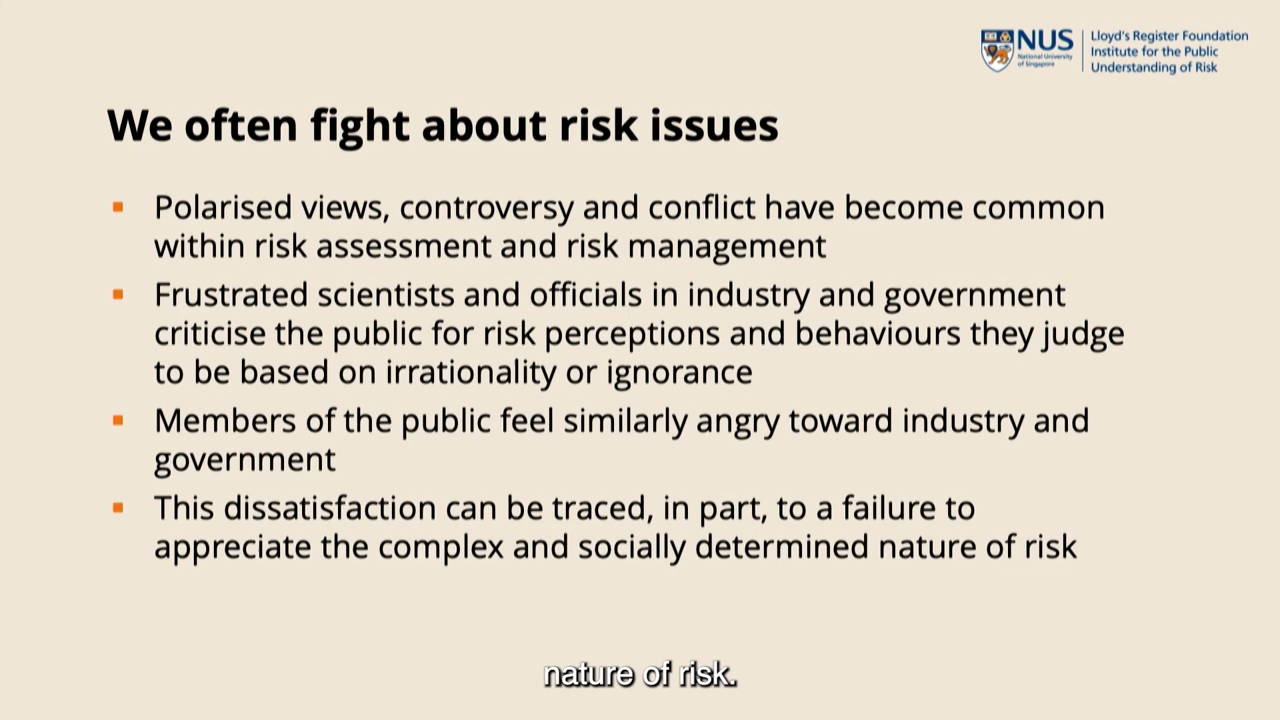 NUS
National University
of Singapore
Lloyd's Register Foundation
Institute for the Public
Understanding of Risk
We often fight about risk issues
Polarised views, controversy and conflict have become common
within risk assessment and risk management
Frustrated scientists and officials in industry and government
criticise the public for risk perceptions and behaviours they judge
to be based on irrationality or ignorance
Members of the public feel similarly angry toward industry and
government
This dissatisfaction can be traced, in part, to a failure to
appreciate the complex and socially determined nature of risk
nature of risk.